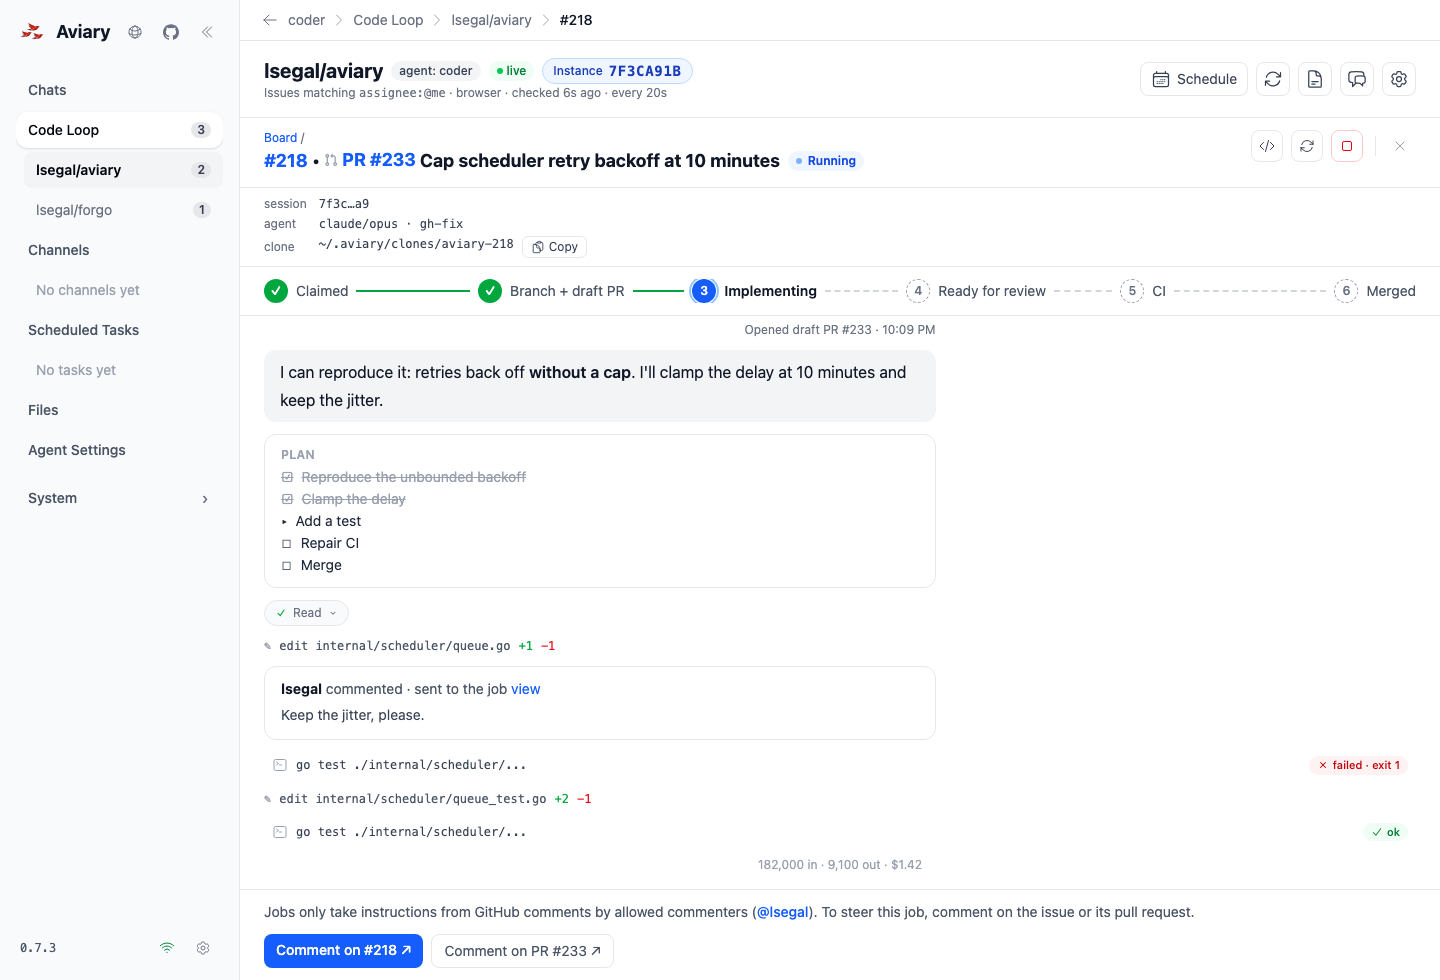 Aviary
Chats
Code Loop 3
lsegal/aviary 2
lsegal/forgo 1
Channels
No channels yet
Scheduled Tasks
No tasks yet
Files
Agent Settings
System
0.7.3
coder Code Loop lsegal/aviary #218
lsegal/aviary agent: coder live Instance 7F3CA91B
Issues matching assignee:@me · browser · checked 6s ago · every 20s
Schedule
Board /
#218 • PR #233 Cap scheduler retry backoff at 10 minutes Running
session 7f3c…a9
agent claude/opus · gh-fix
clone ~/.aviary/clones/aviary-218 Copy
Claimed Branch + draft PR 3 Implementing 4 Ready for review 5 CI 6 Merged
Opened draft PR #233 · 10:09 PM
I can reproduce it: retries back off without a cap. I'll clamp the delay at 10 minutes and
keep the jitter.
PLAN
Reproduce the unbounded backoff
Clamp the delay
Add a test
Repair CI
Merge
Read
edit internal/scheduler/queue.go +1 −1
lsegal commented · sent to the job view
Keep the jitter, please.
go test ./internal/scheduler/... failed · exit 1
edit internal/scheduler/queue_test.go +2 −1
go test ./internal/scheduler/... ok
182,000 in · 9,100 out · $1.42
Jobs only take instructions from GitHub comments by allowed commenters (@lsegal). To steer this job, comment on the issue or its pull request.
Comment on #218 ↗ Comment on PR #233 ↗